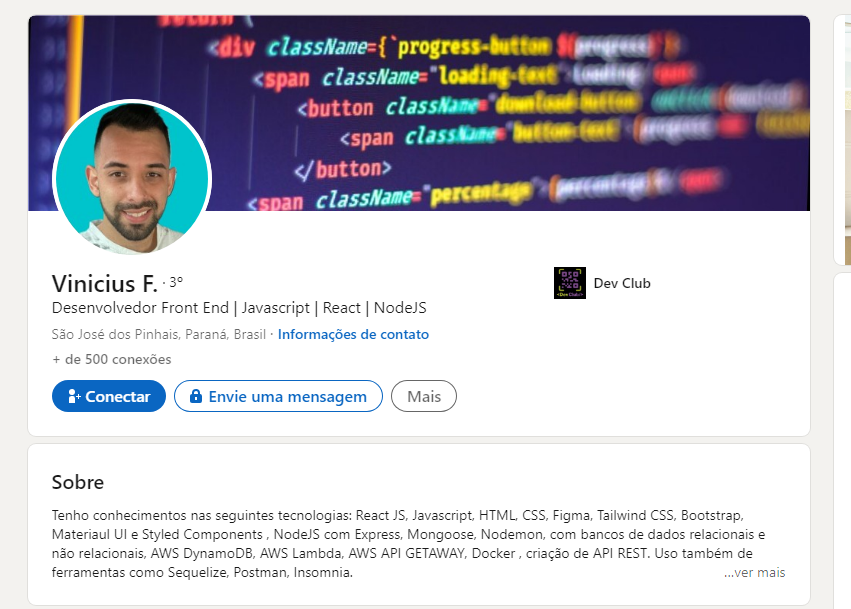 return (
<div className={`progress-button ${progress}`}>
<span className="loading-text" Loading
<button className="download-button
<span className="button-text" {progress
</button>
<span className="percentage" {percentage}
Vinicius F. · 3º
Dev Club
Desenvolvedor Front End | Javascript | React | NodeJS
São José dos Pinhais, Paraná, Brasil · Informações de contato
+ de 500 conexões
Conectar
Envie uma mensagem
Mais
Sobre
Tenho conhecimentos nas seguintes tecnologias: React JS, Javascript, HTML, CSS, Figma, Tailwind CSS, Bootstrap,
Materiaul UI e Styled Components , NodeJS com Express, Mongoose, Nodemon, com bancos de dados relacionais e
não relacionais, AWS DynamoDB, AWS Lambda, AWS API GETAWAY, Docker , criação de API REST. Uso também de
ferramentas como Sequelize, Postman, Insomnia.
...ver mais